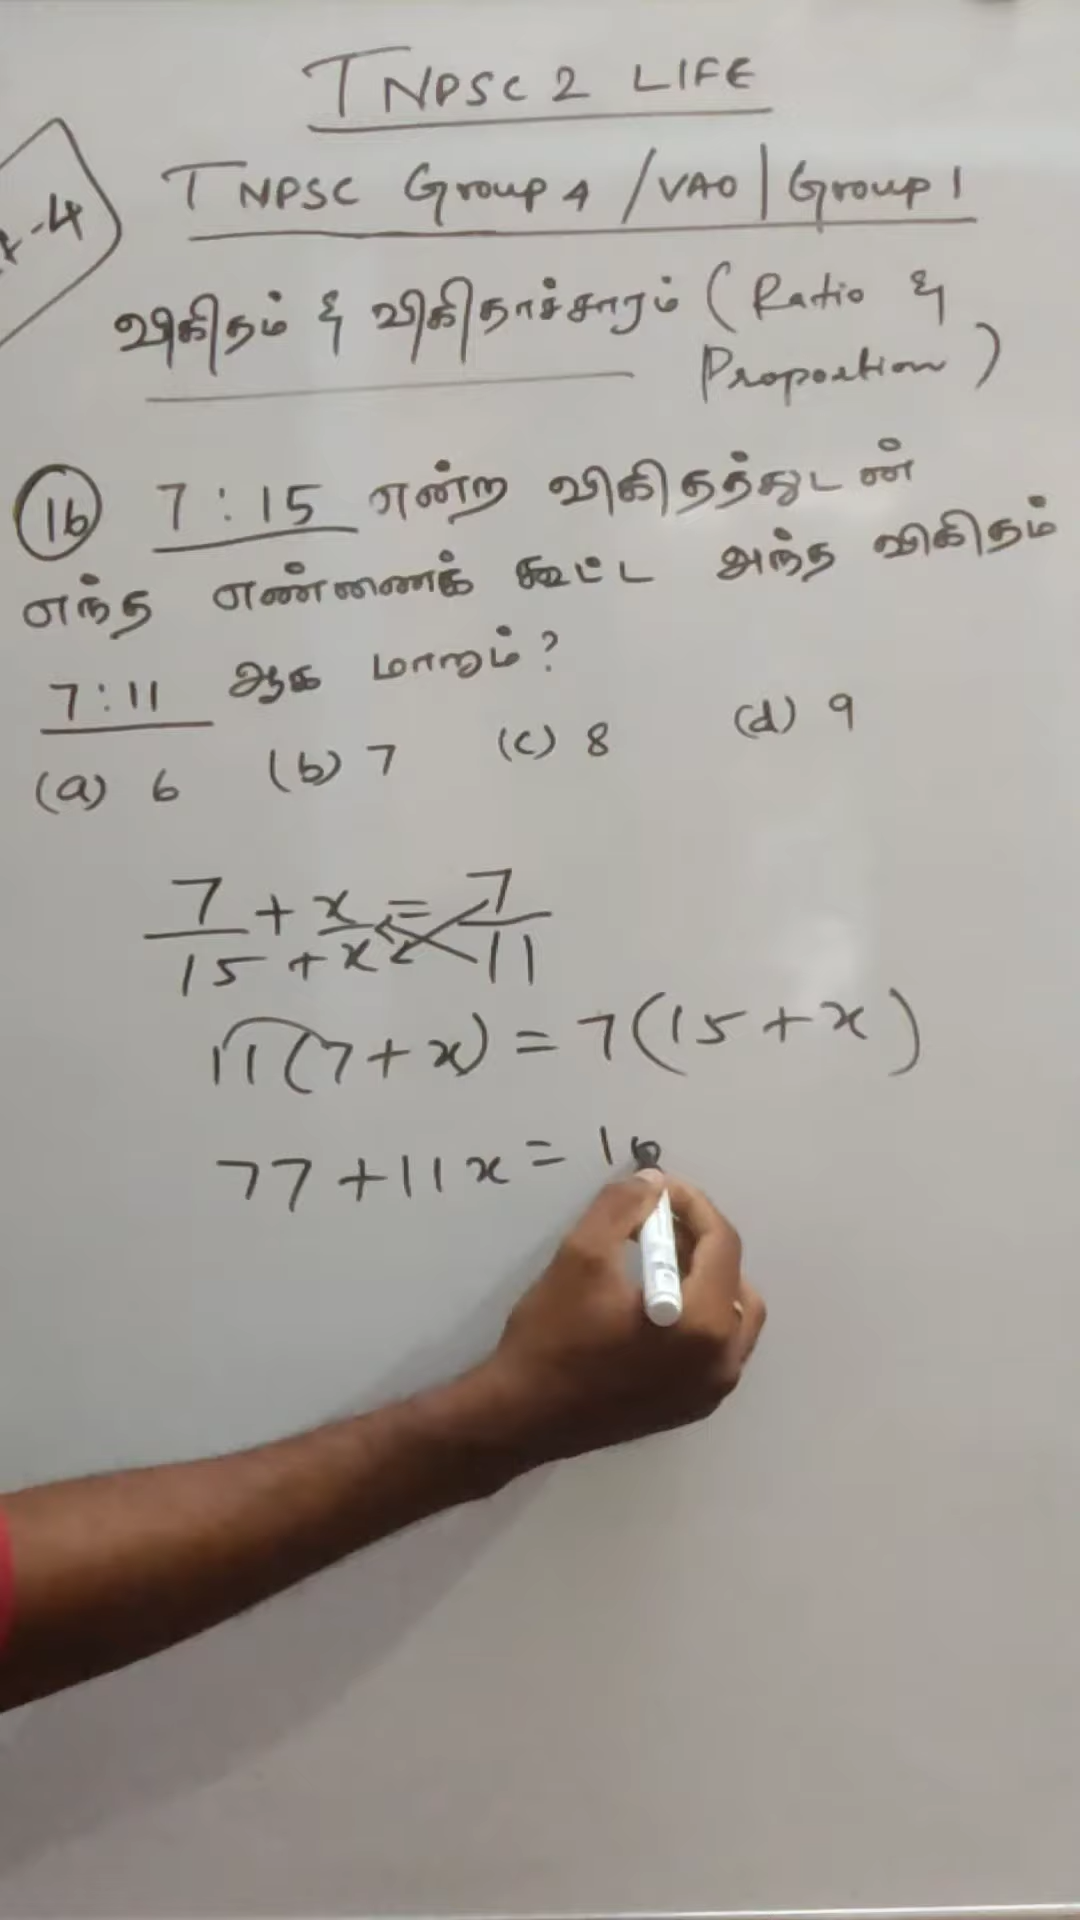 TNPSC 2 LIFE
TNPSC Group 4 / VAO | Group 1
-4
விகிதம் & விகிதாச்சாரம் ( Ratio &
Proportion )
16 7 : 15 என்ற விகிதத்துடன்
எந்த எண்ணைக் கூட்ட அந்த விகிதம்
7 : 11 ஆக மாறும் ?
(a) 6 (b) 7 (c) 8 (d) 9
7 + x = 7
15 + x 11
11 (7 + x) = 7 (15 + x)
77 + 11x = 10